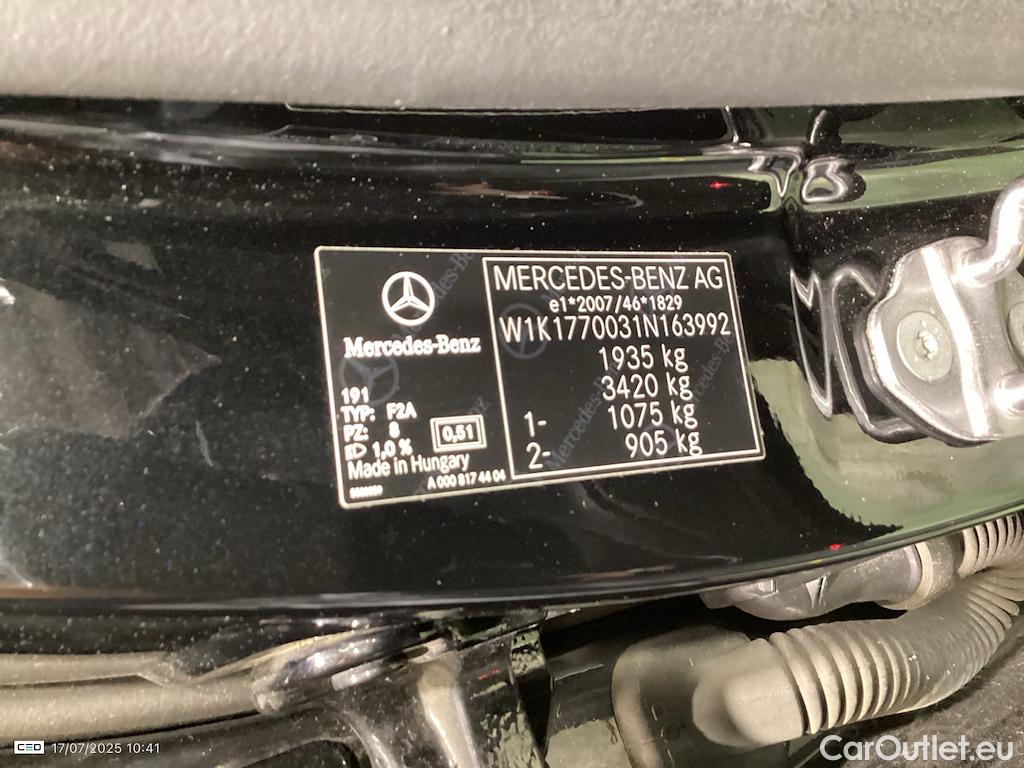 MERCEDES-BENZ AG
e1*2007/46*1829
W1K1770031N163992
1935 kg
3420 kg
1- 1075 kg
2- 905 kg
Mercedes-Benz
191
TYP: F2A
PZ: 8
1,0 % 0,51
Made in Hungary
A 000 817 44 04
CEO 17/07/2025 10:41
CarOutlet.eu